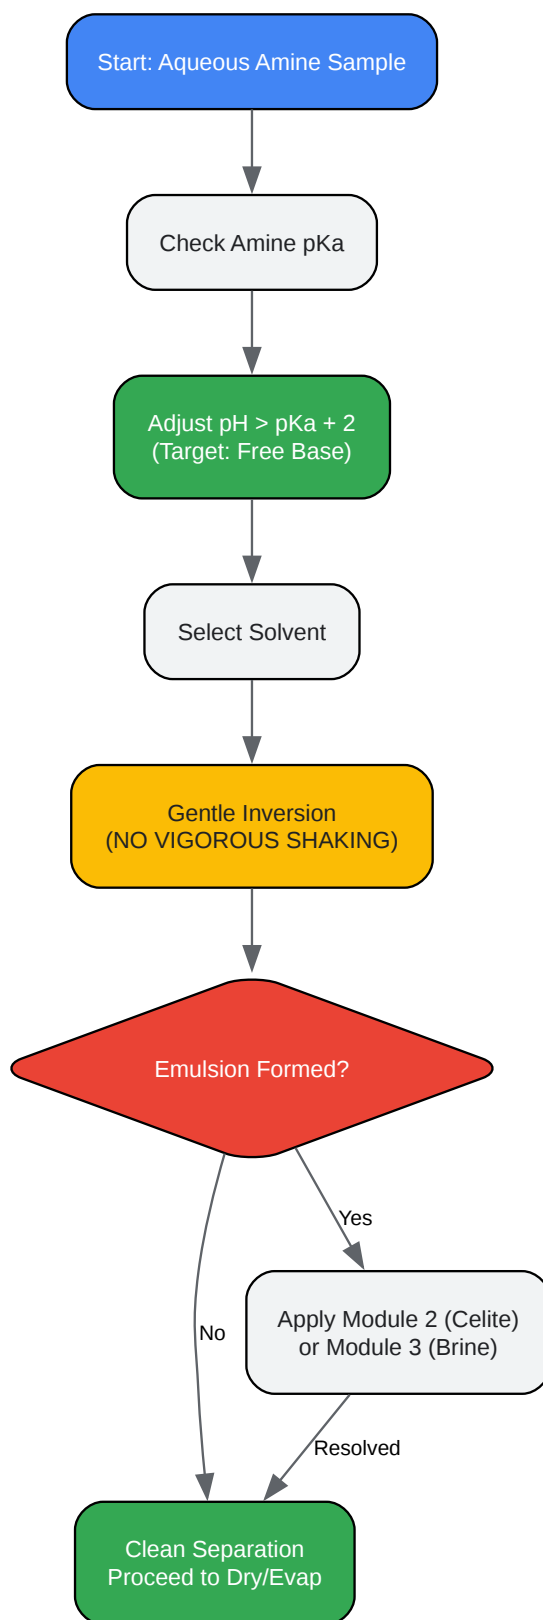 Start: Aqueous Amine Sample
Check Amine pKa
Adjust pH > pKa + 2
(Target: Free Base)
Select Solvent
Gentle Inversion
(NO VIGOROUS SHAKING)
Emulsion Formed?
Yes
Apply Module 2 (Celite)
or Module 3 (Brine)
No
Resolved
Clean Separation
Proceed to Dry/Evap